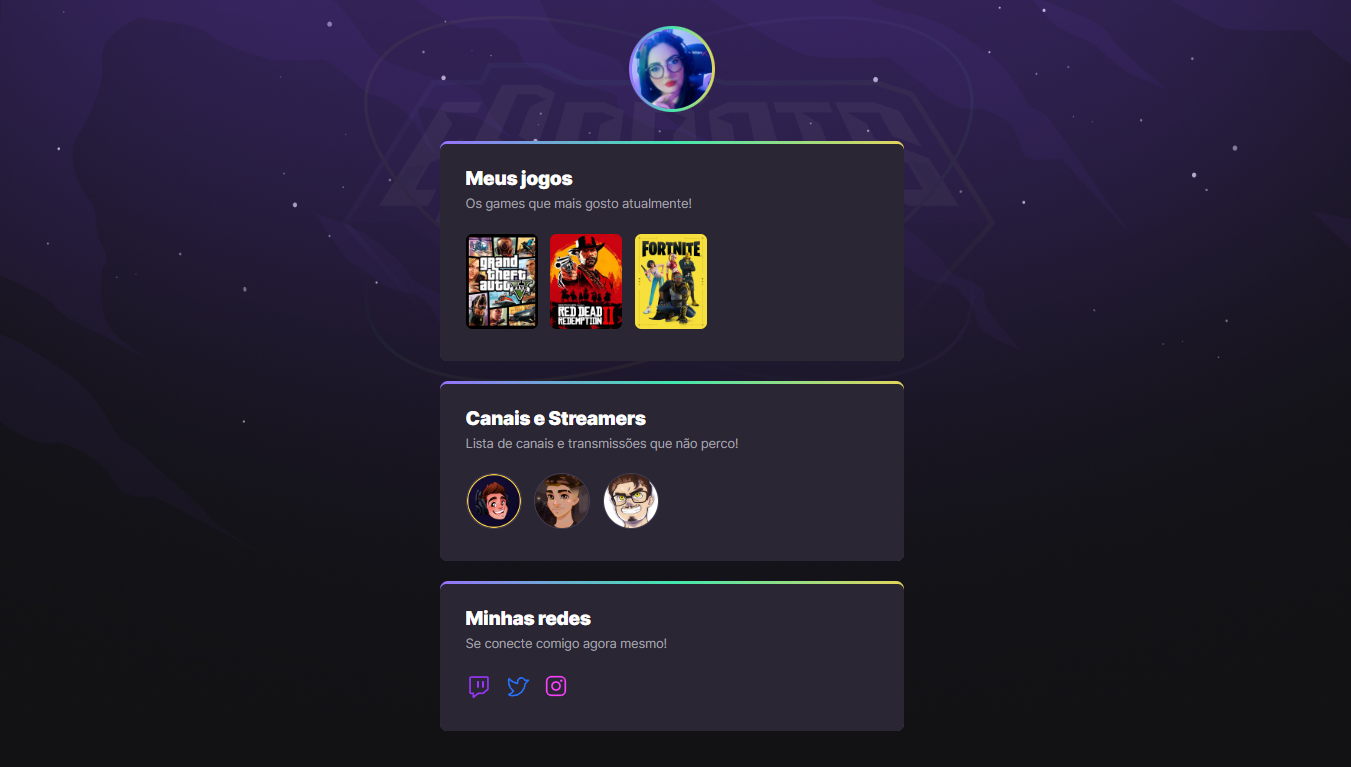 Meus jogos
Os games que mais gosto atualmente!
grand
theft
auto
V
RED DEAD
REDEMPTION II
FORTNITE
Canais e Streamers
Lista de canais e transmissões que não perco!
Minhas redes
Se conecte comigo agora mesmo!